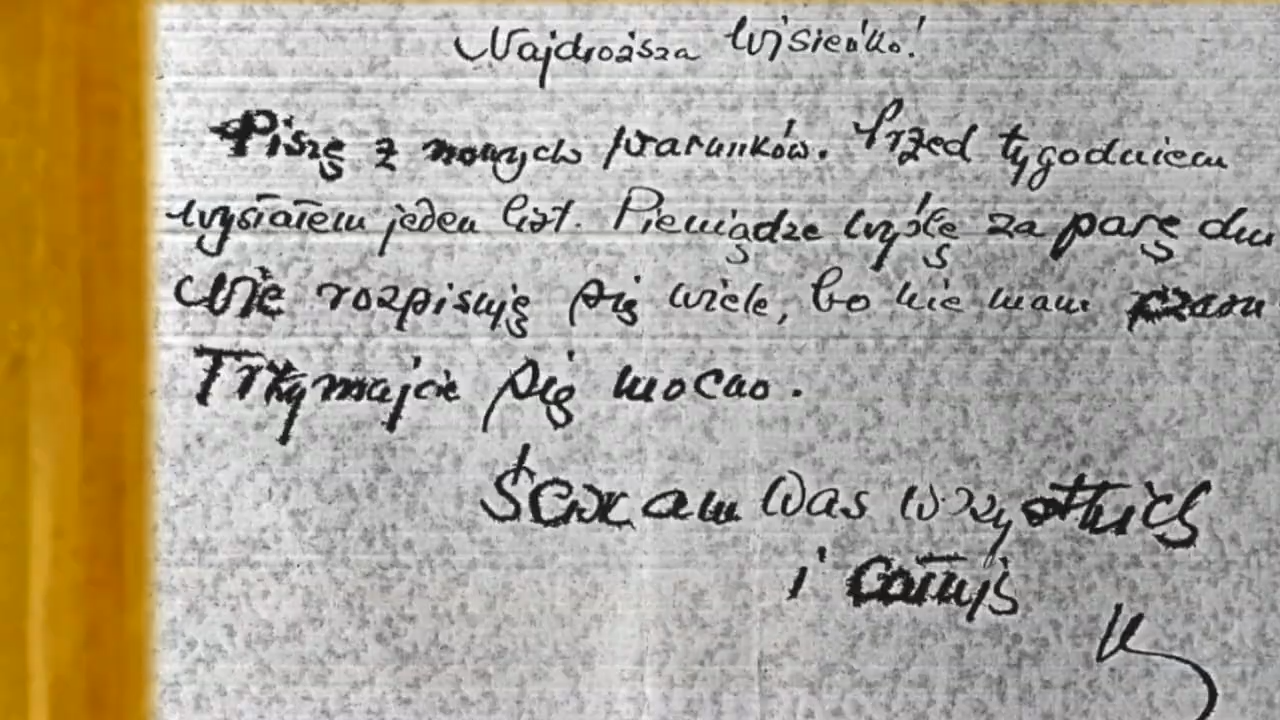 Najdroższa Wisieńko!
Piszę z nowych warunków. Przed tygodniem
wysłałem jeden list. Pieniądze wyślę za parę dni
Nie rozpisuję się wiele, bo nie mam czasu
Trzymajcie się mocno.
Ściskam Was wszystkich
i całuję